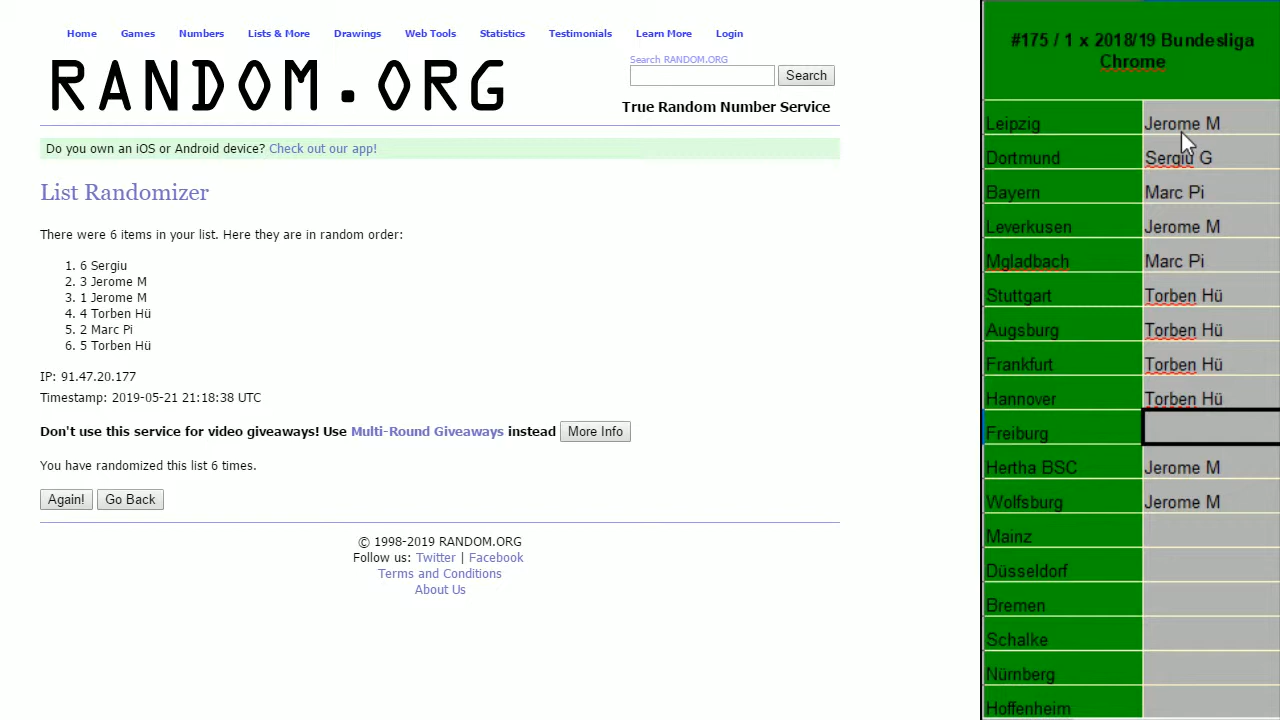 Home Games Numbers Lists & More Drawings Web Tools Statistics Testimonials Learn More Login
RANDOM.ORG
Search RANDOM.ORG
Search
True Random Number Service
Do you own an iOS or Android device? Check out our app!
List Randomizer
There were 6 items in your list. Here they are in random order:
1. 6 Sergiu
2. 3 Jerome M
3. 1 Jerome M
4. 4 Torben Hü
5. 2 Marc Pi
6. 5 Torben Hü
IP: 91.47.20.177
Timestamp: 2019-05-21 21:18:38 UTC
Don't use this service for video giveaways! Use Multi-Round Giveaways instead More Info
You have randomized this list 6 times.
Again! Go Back
© 1998-2019 RANDOM.ORG
Follow us: Twitter | Facebook
Terms and Conditions
About Us
#175 / 1 x 2018/19 Bundesliga
Chrome
Leipzig Jerome M
Dortmund Sergiu G
Bayern Marc Pi
Leverkusen Jerome M
Mgladbach Marc Pi
Stuttgart Torben Hü
Augsburg Torben Hü
Frankfurt Torben Hü
Hannover Torben Hü
Freiburg
Hertha BSC Jerome M
Wolfsburg Jerome M
Mainz
Düsseldorf
Bremen
Schalke
Nürnberg
Hoffenheim